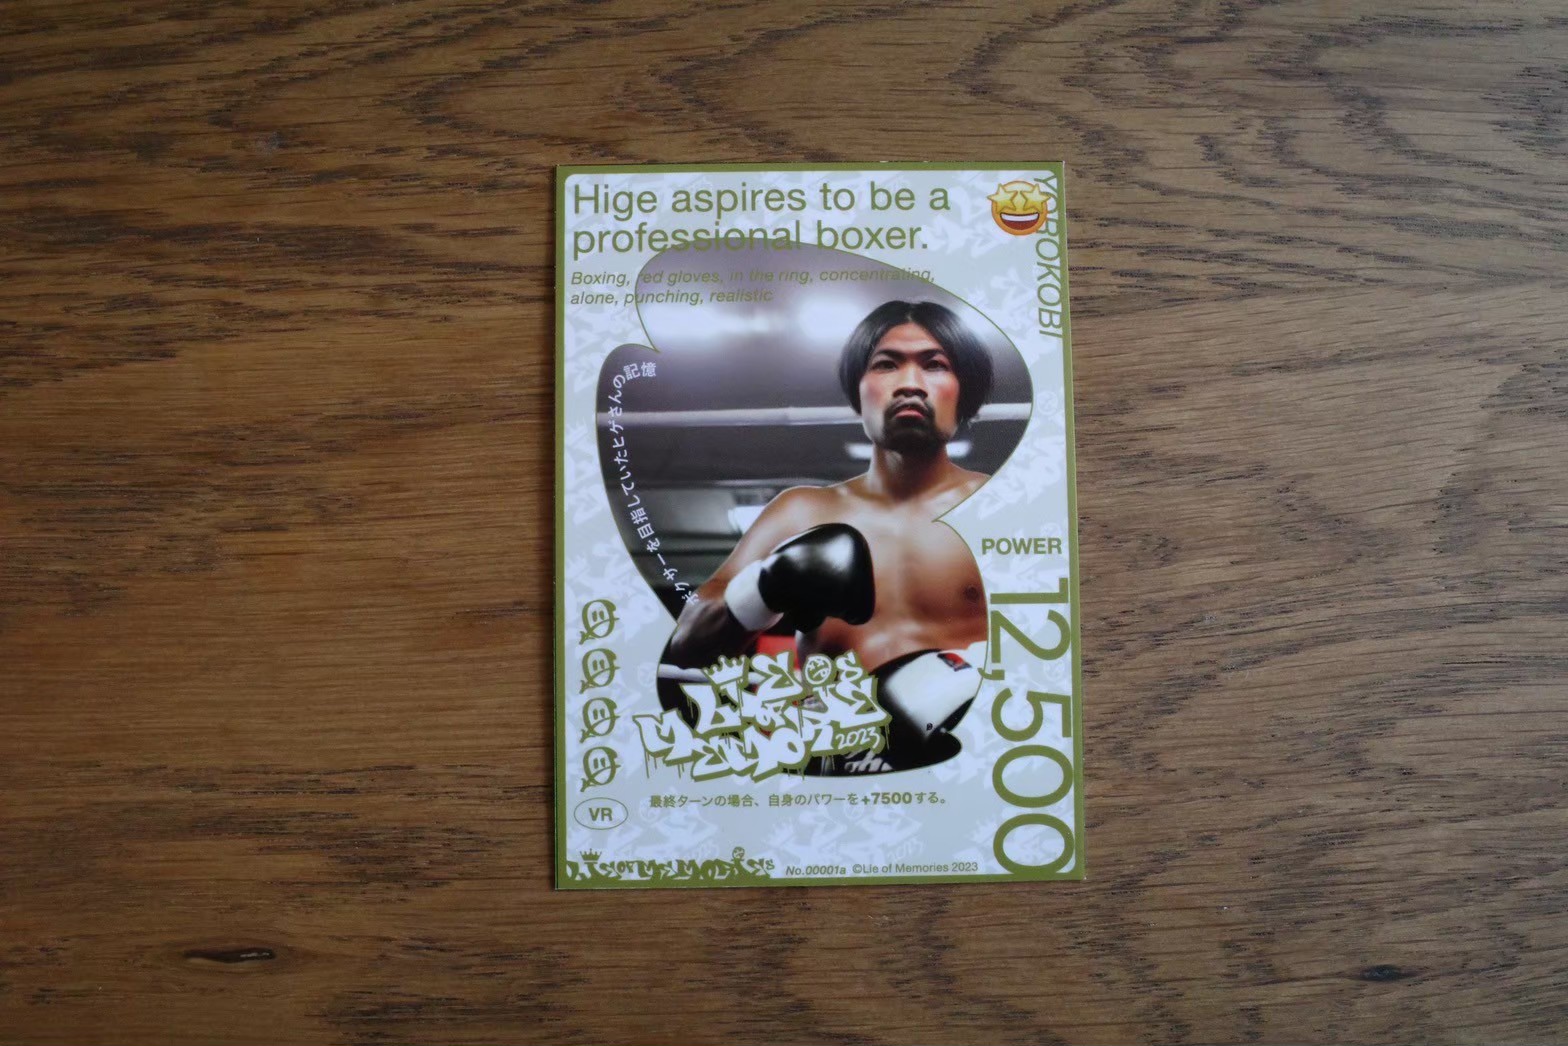 Hige aspires to be a
professional boxer.
Boxing, red gloves, in the ring, concentrating,
alone, punching, realistic
YOROKOBI
ボクサーを目指していたヒゲさんの記憶
POWER
12,500
2003
VR
最終ターンの場合、自身のパワーを+7500する。
No.00001a ©Lie of Memories 2023